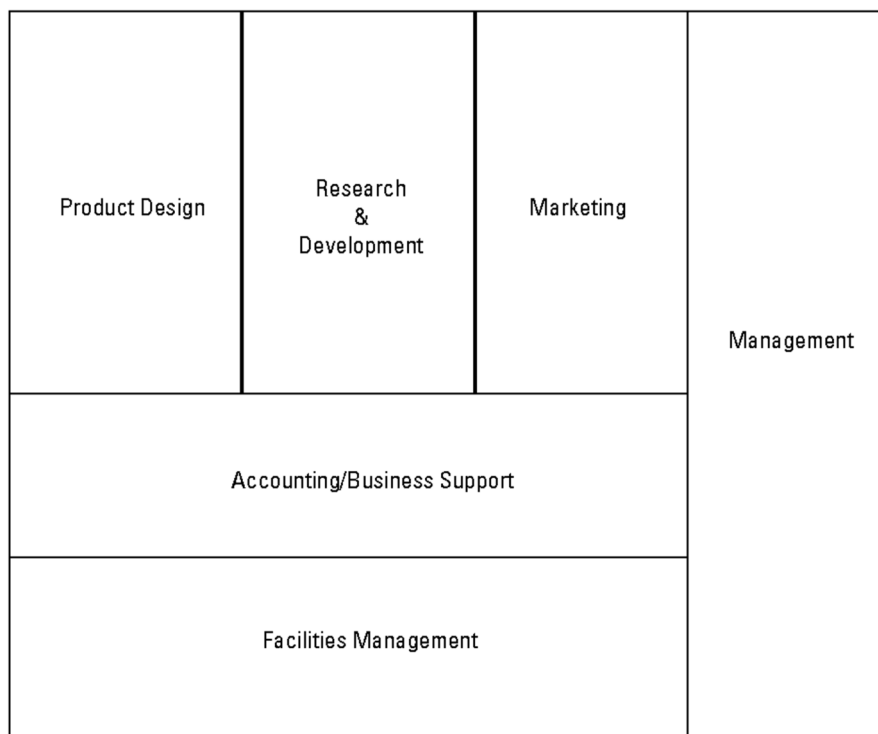 Product Design
Research
&
Development
Marketing
Management
Accounting/Business Support
Facilities Management